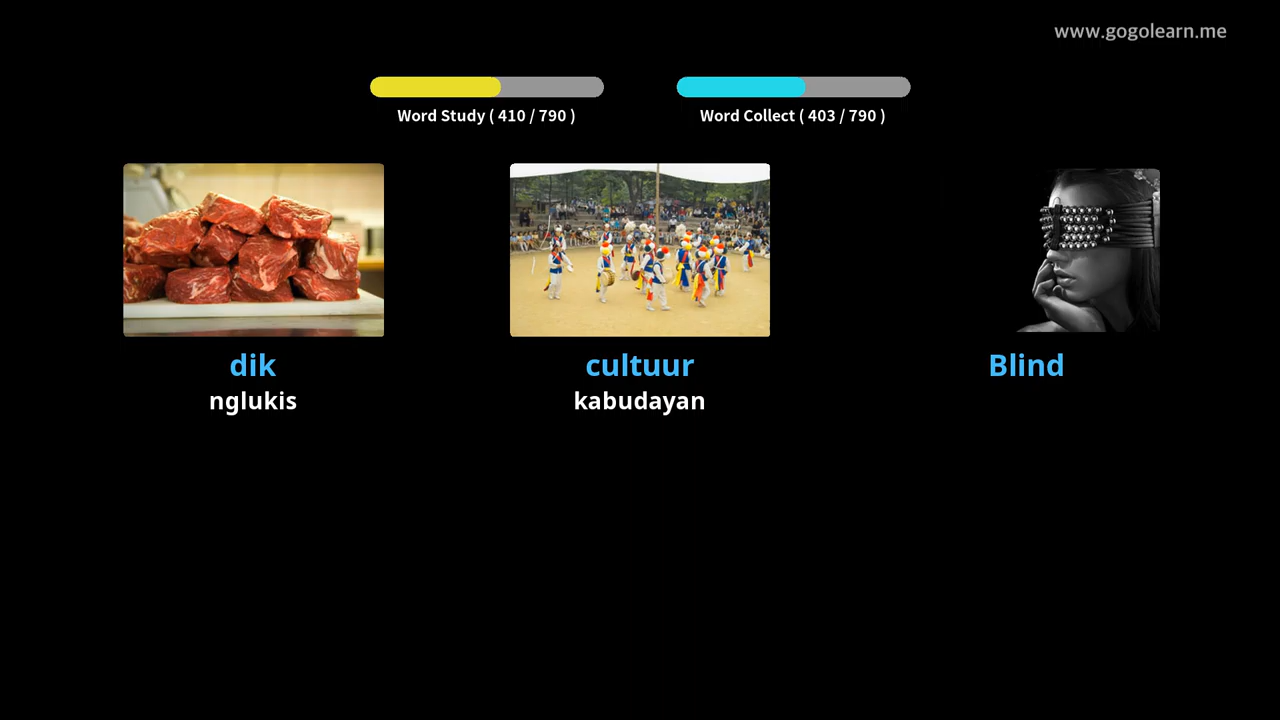 www.gogolearn.me
Word Study ( 410 / 790 )
Word Collect ( 403 / 790 )
dik
nglukis
cultuur
kabudayan
Blind